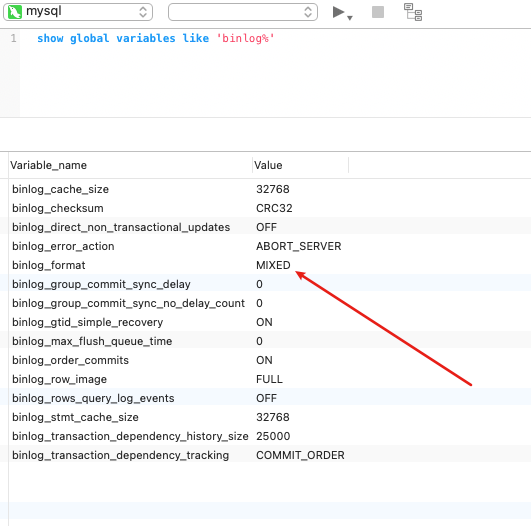 mysql
1 show global variables like 'binlog%'
Variable_name Value
binlog_cache_size 32768
binlog_checksum CRC32
binlog_direct_non_transactional_updates OFF
binlog_error_action ABORT_SERVER
binlog_format MIXED
binlog_group_commit_sync_delay 0
binlog_group_commit_sync_no_delay_count 0
binlog_gtid_simple_recovery ON
binlog_max_flush_queue_time 0
binlog_order_commits ON
binlog_row_image FULL
binlog_rows_query_log_events OFF
binlog_stmt_cache_size 32768
binlog_transaction_dependency_history_size 25000
binlog_transaction_dependency_tracking COMMIT_ORDER